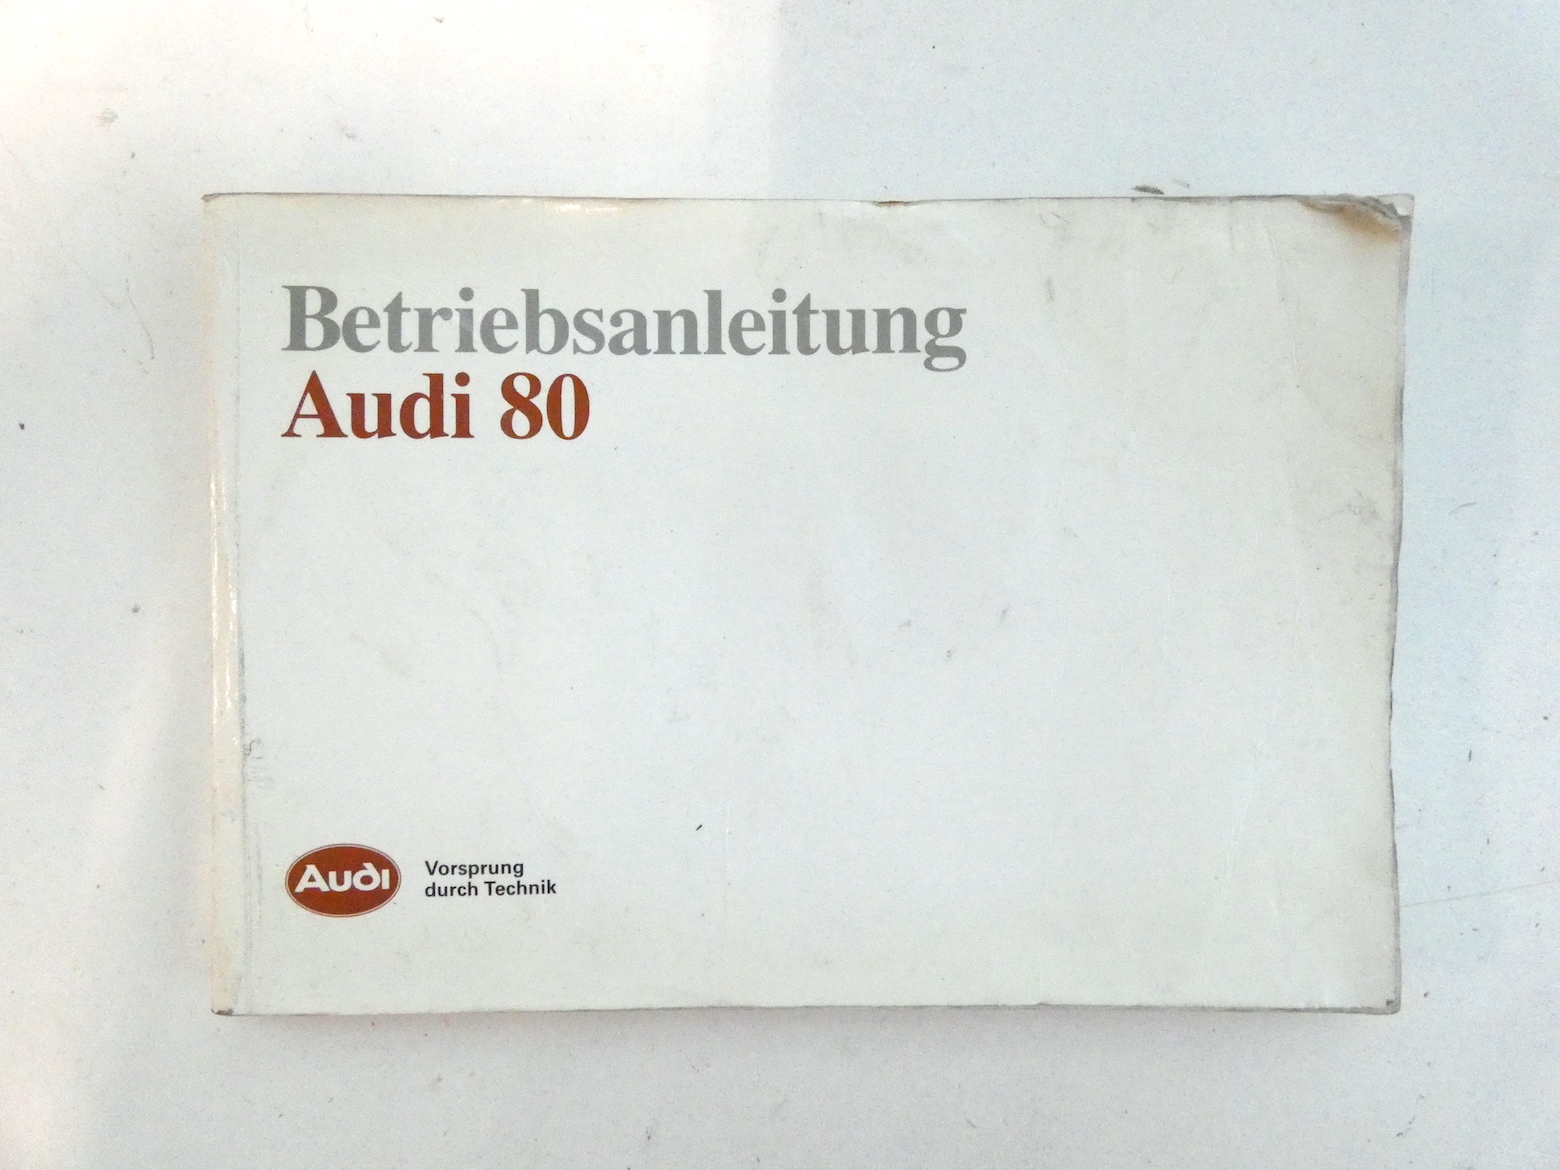 Betriebsanleitung
Audi 80
Audi
Vorsprung
durch Technik